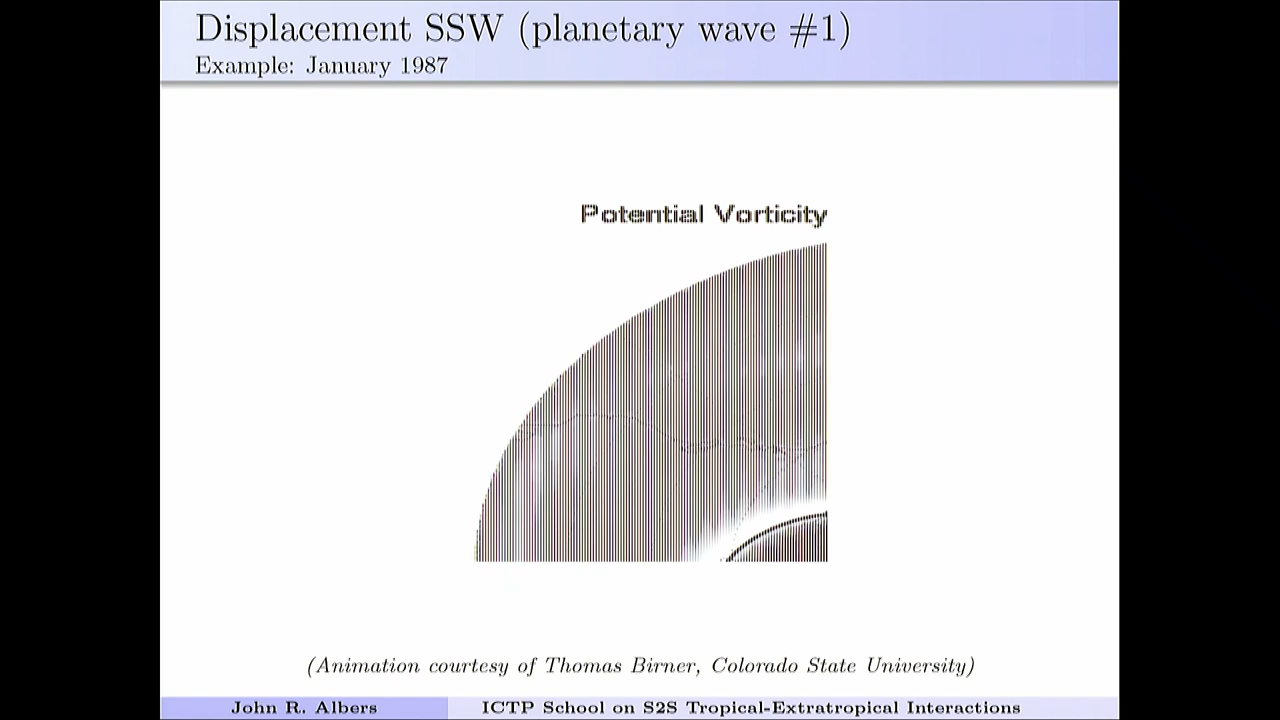 Displacement SSW (planetary wave #1)
Example: January 1987
Potential Vorticity
(Animation courtesy of Thomas Birner, Colorado State University)
John R. Albers
ICTP School on S2S Tropical-Extratropical Interactions